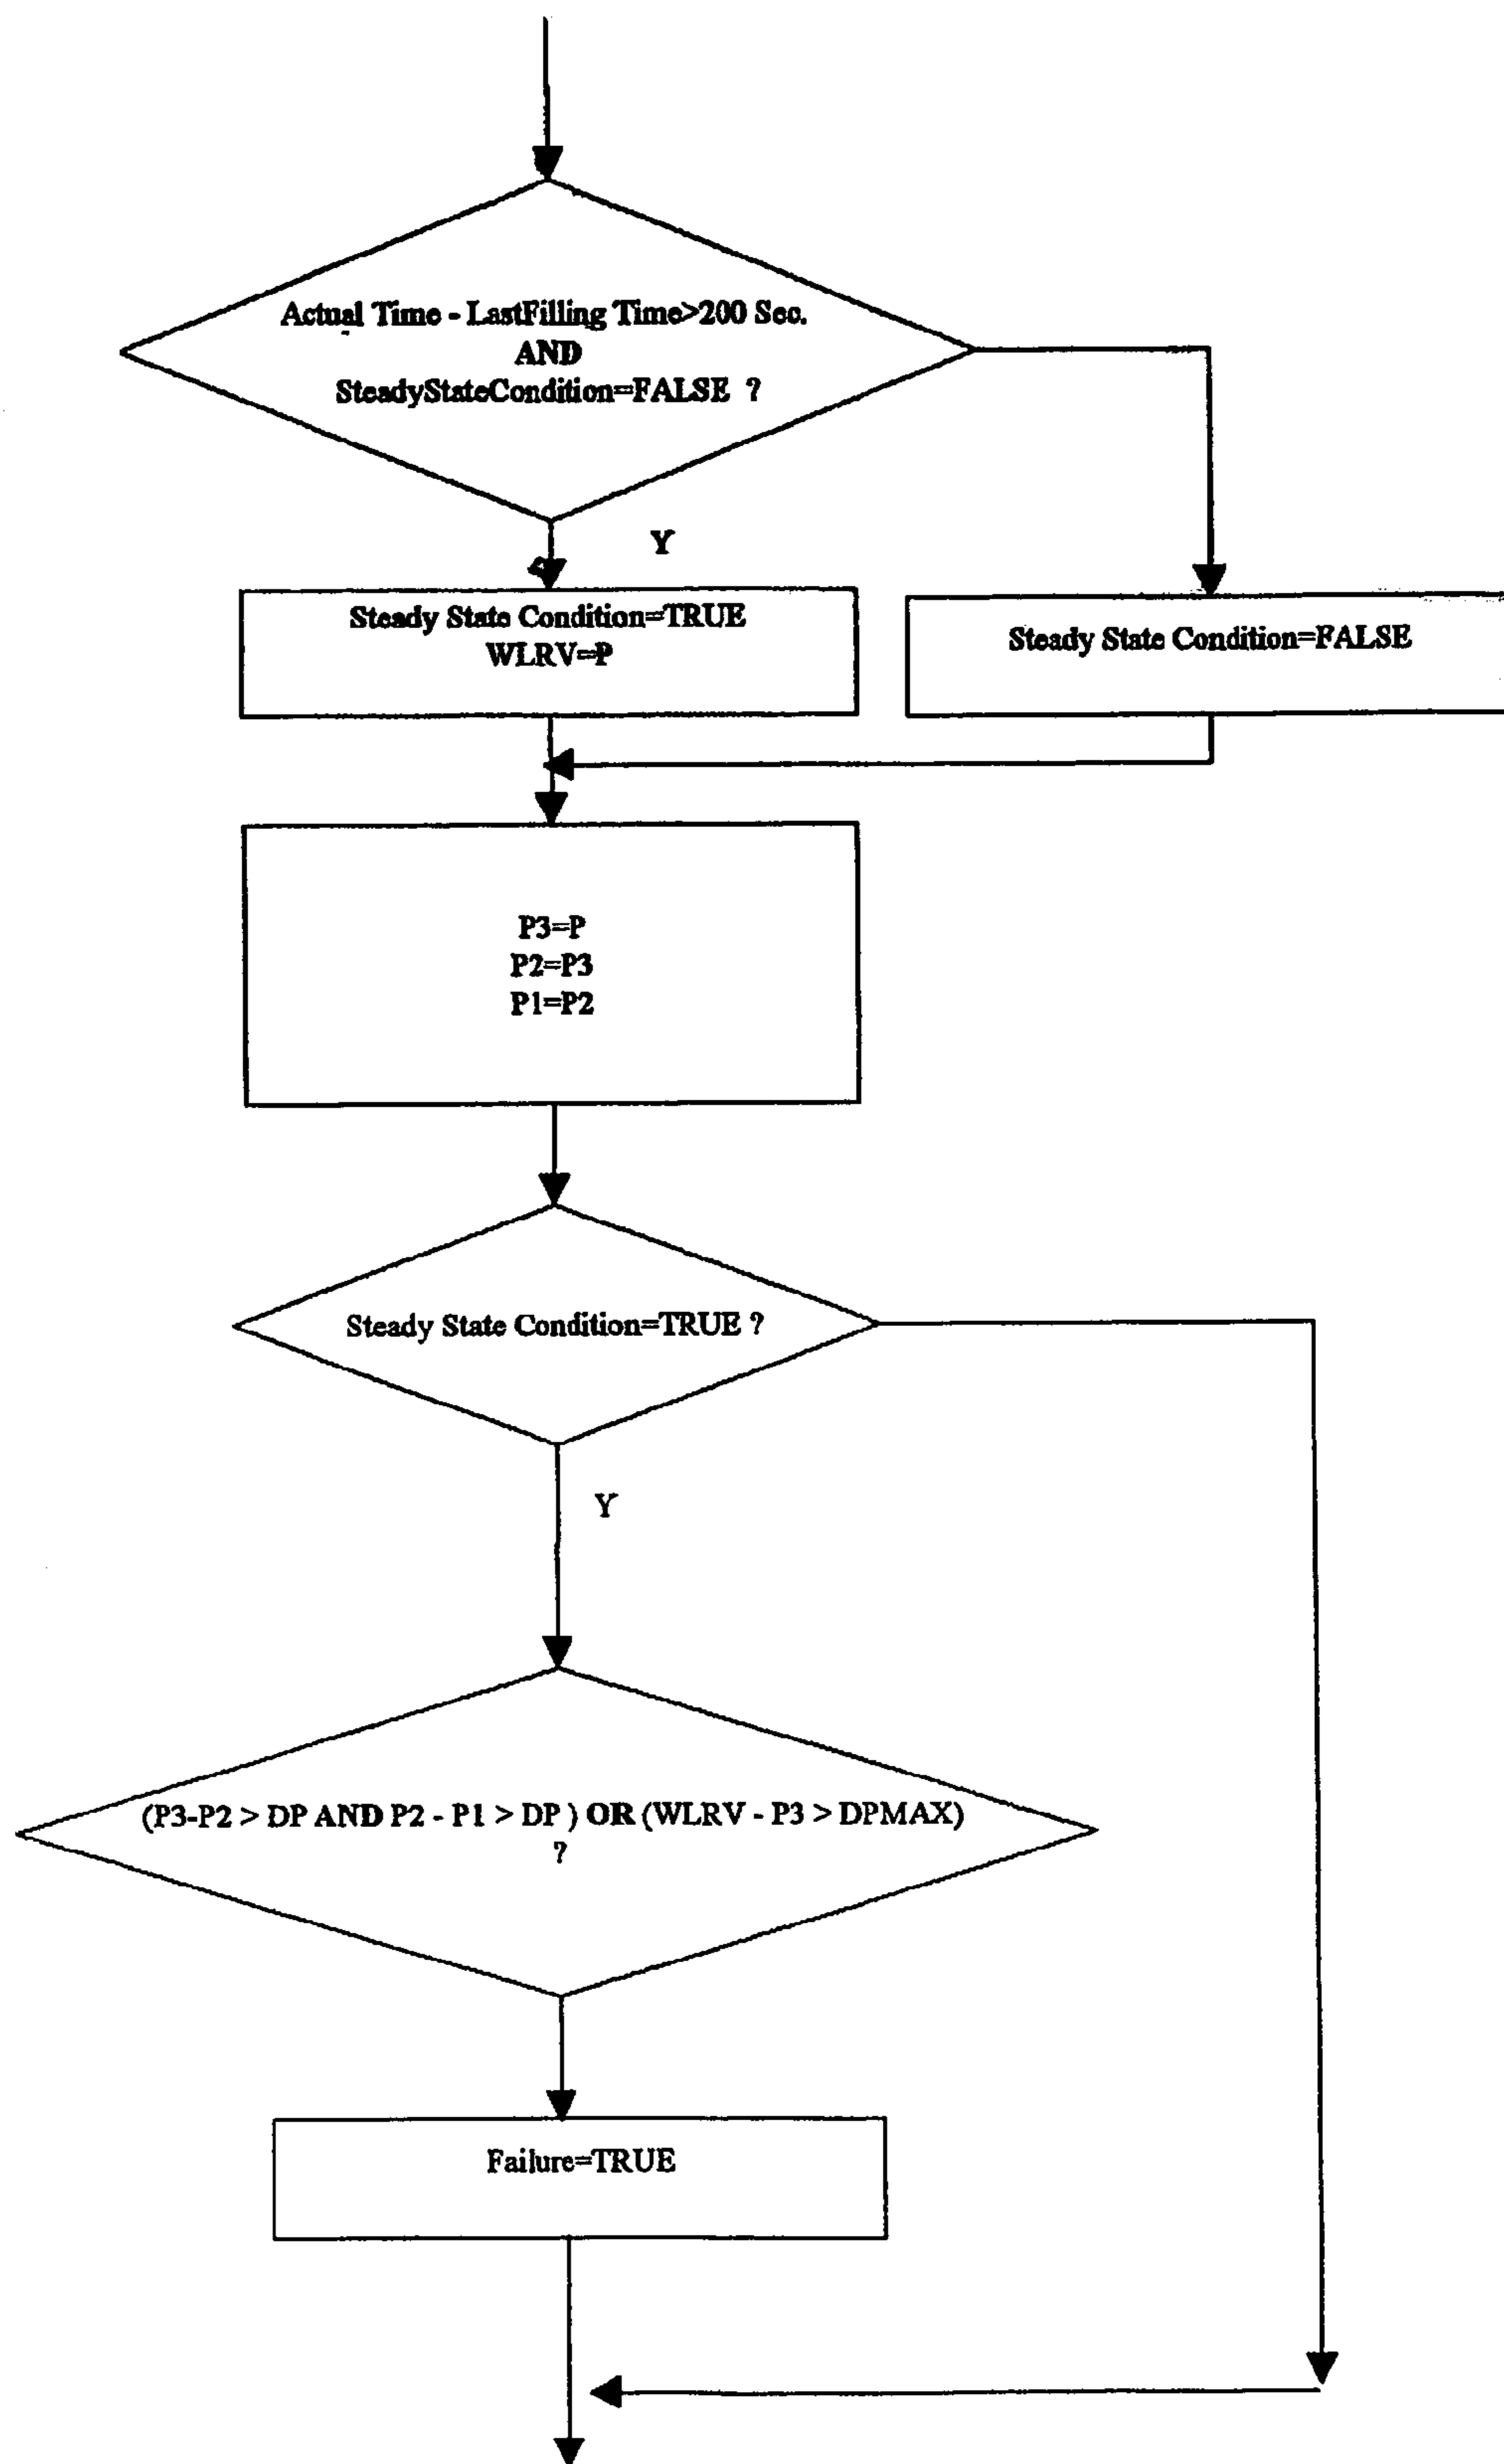 Actual Time - LastFilling Time>200 Sec.
AND
SteadyStateCondition=FALSE ?
Y
Steady State Condition=TRUE
WLRV=P
Steady State Condition=FALSE
P3=P
P2=P3
P1=P2
Steady State Condition=TRUE ?
Y
(P3-P2 > DP AND P2 - P1 > DP ) OR (WLRV - P3 > DPMAX)
?
Failure=TRUE